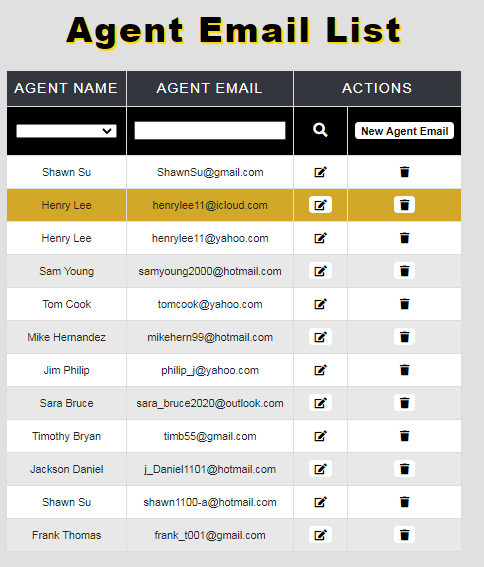 Agent Email List
AGENT NAME AGENT EMAIL ACTIONS
New Agent Email
Shawn Su ShawnSu@gmail.com
Henry Lee henrylee11@icloud.com
Henry Lee henrylee11@yahoo.com
Sam Young samyoung2000@hotmail.com
Tom Cook tomcook@yahoo.com
Mike Hernandez mikehern99@hotmail.com
Jim Philip philip_j@yahoo.com
Sara Bruce sara_bruce2020@outlook.com
Timothy Bryan timb55@gmail.com
Jackson Daniel j_Daniel1101@hotmail.com
Shawn Su shawn1100-a@hotmail.com
Frank Thomas frank_t001@gmail.com